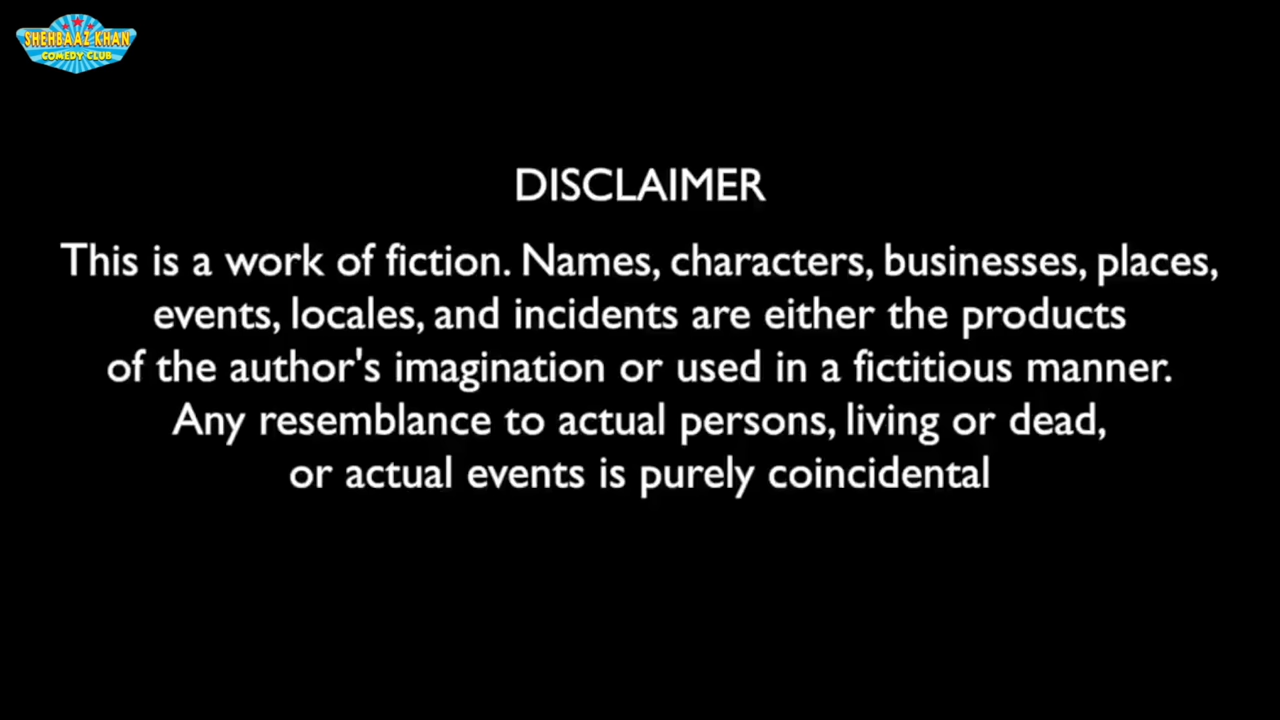 SHEHBAAZ KHAN
COMEDY CLUB
DISCLAIMER
This is a work of fiction. Names, characters, businesses, places,
events, locales, and incidents are either the products
of the author's imagination or used in a fictitious manner.
Any resemblance to actual persons, living or dead,
or actual events is purely coincidental